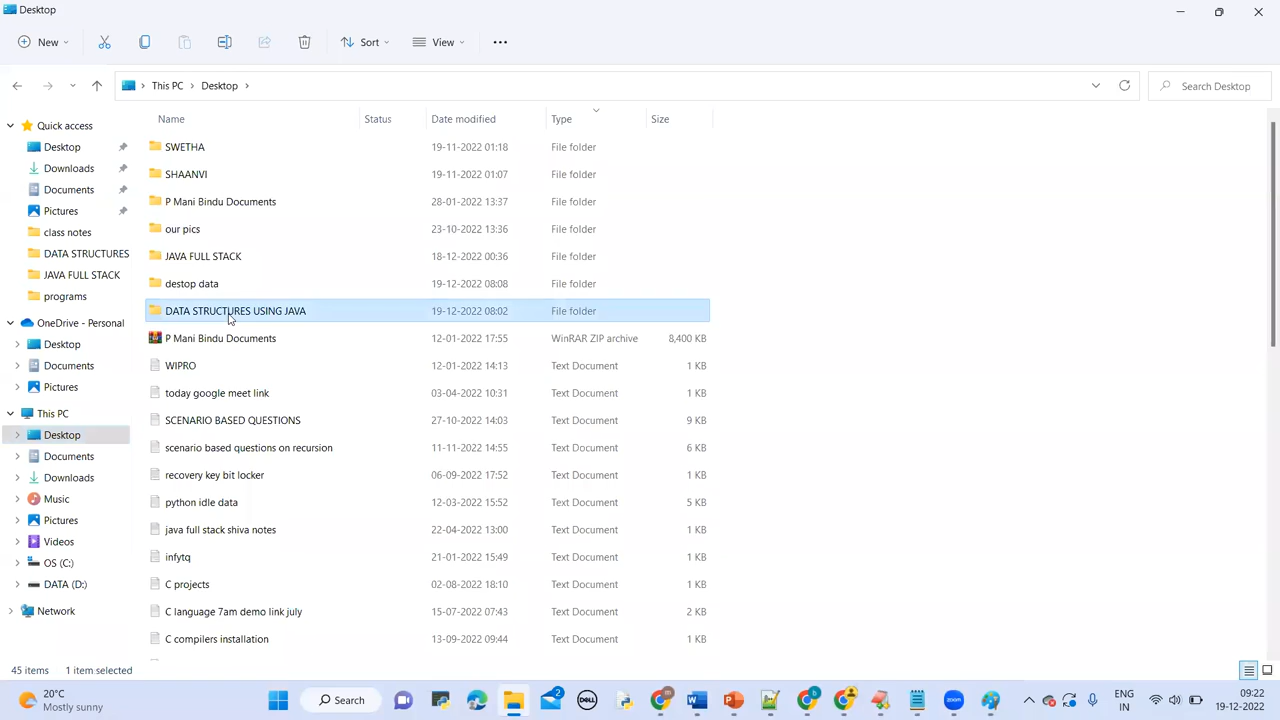 Desktop
New
Sort
View
This PC > Desktop >
Search Desktop
Name Status Date modified Type Size
Quick access
Desktop
Downloads
Documents
Pictures
class notes
DATA STRUCTURES
JAVA FULL STACK
programs
OneDrive - Personal
Desktop
Documents
Pictures
This PC
Desktop
Documents
Downloads
Music
Pictures
Videos
OS (C:)
DATA (D:)
Network
SWETHA 19-11-2022 01:18 File folder
SHAANVI 19-11-2022 01:07 File folder
P Mani Bindu Documents 28-01-2022 13:37 File folder
our pics 23-10-2022 13:36 File folder
JAVA FULL STACK 18-12-2022 00:36 File folder
destop data 19-12-2022 08:08 File folder
DATA STRUCTURES USING JAVA 19-12-2022 08:02 File folder
P Mani Bindu Documents 12-01-2022 17:55 WinRAR ZIP archive 8,400 KB
WIPRO 12-01-2022 14:13 Text Document 1 KB
today google meet link 03-04-2022 10:31 Text Document 1 KB
SCENARIO BASED QUESTIONS 27-10-2022 14:03 Text Document 9 KB
scenario based questions on recursion 11-11-2022 14:55 Text Document 6 KB
recovery key bit locker 06-09-2022 17:52 Text Document 1 KB
python idle data 12-03-2022 15:52 Text Document 5 KB
java full stack shiva notes 22-04-2022 13:00 Text Document 1 KB
infytq 21-01-2022 15:49 Text Document 1 KB
C projects 02-08-2022 18:10 Text Document 1 KB
C language 7am demo link july 15-07-2022 07:43 Text Document 2 KB
C compilers installation 13-09-2022 09:44 Text Document 1 KB
45 items 1 item selected
20°C
Mostly sunny
Search
2
DELL
m
W
P
b
zoom
ENG
IN
09:22
19-12-2022